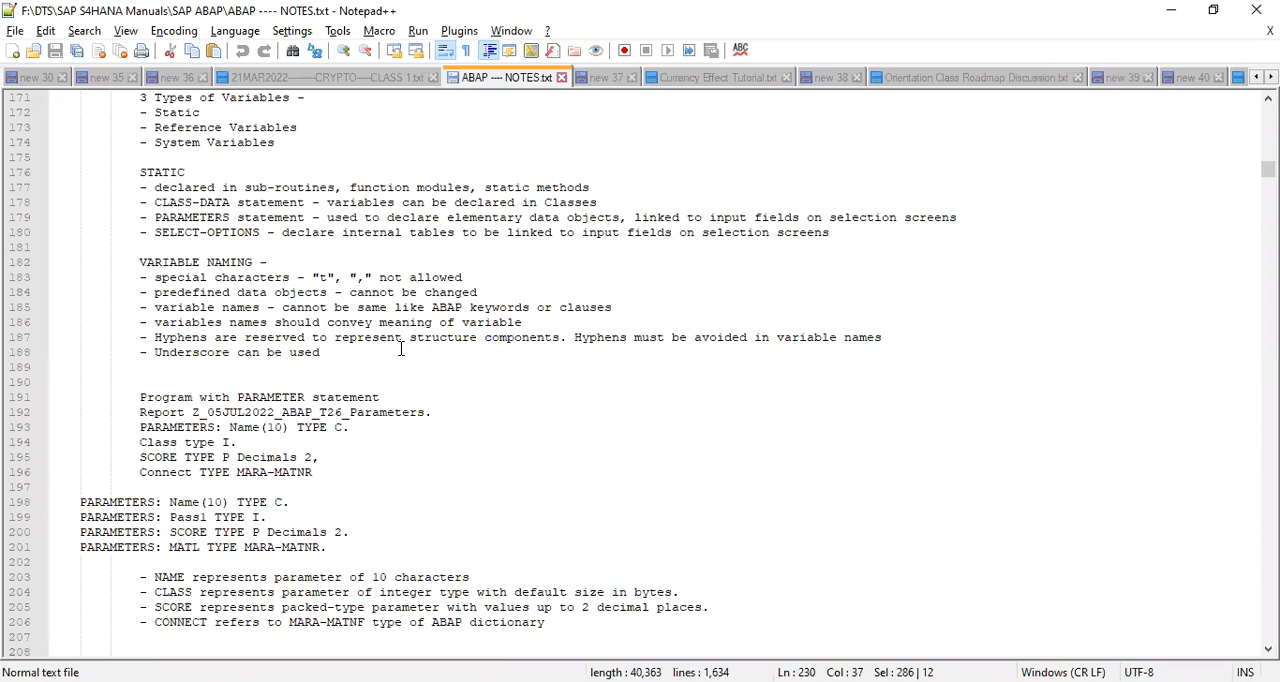 F:\DTS\SAP S4HANA Manuals\SAP ABAP\ABAP ---- NOTES.txt - Notepad++
File Edit Search View Encoding Language Settings Tools Macro Run Plugins Window ? X
new 30 new 35 new 36 21MAR2022-------CRYPTO----CLASS 1.txt ABAP ---- NOTES.txt new 37 Currency Effect Tutorial.txt new 38 Orientation Class Roadmap Discussion.txt new 39 new 40
171 3 Types of Variables -
172 - Static
173 - Reference Variables
174 - System Variables
175
176 STATIC
177 - declared in sub-routines, function modules, static methods
178 - CLASS-DATA statement - variables can be declared in Classes
179 - PARAMETERS statement - used to declare elementary data objects, linked to input fields on selection screens
180 - SELECT-OPTIONS - declare internal tables to be linked to input fields on selection screens
181
182 VARIABLE NAMING -
183 - special characters - "t", "," not allowed
184 - predefined data objects - cannot be changed
185 - variable names - cannot be same like ABAP keywords or clauses
186 - variables names should convey meaning of variable
187 - Hyphens are reserved to represent structure components. Hyphens must be avoided in variable names
188 - Underscore can be used
189
190
191 Program with PARAMETER statement
192 Report Z_05JUL2022_ABAP_T26_Parameters.
193 PARAMETERS: Name(10) TYPE C.
194 Class type I.
195 SCORE TYPE P Decimals 2,
196 Connect TYPE MARA-MATNR
197
198 PARAMETERS: Name(10) TYPE C.
199 PARAMETERS: Pass1 TYPE I.
200 PARAMETERS: SCORE TYPE P Decimals 2.
201 PARAMETERS: MATL TYPE MARA-MATNR.
202
203 - NAME represents parameter of 10 characters
204 - CLASS represents parameter of integer type with default size in bytes.
205 - SCORE represents packed-type parameter with values up to 2 decimal places.
206 - CONNECT refers to MARA-MATNF type of ABAP dictionary
207
208
Normal text file length : 40,363 lines : 1,634 Ln : 230 Col : 37 Sel : 286 | 12 Windows (CR LF) UTF-8 INS